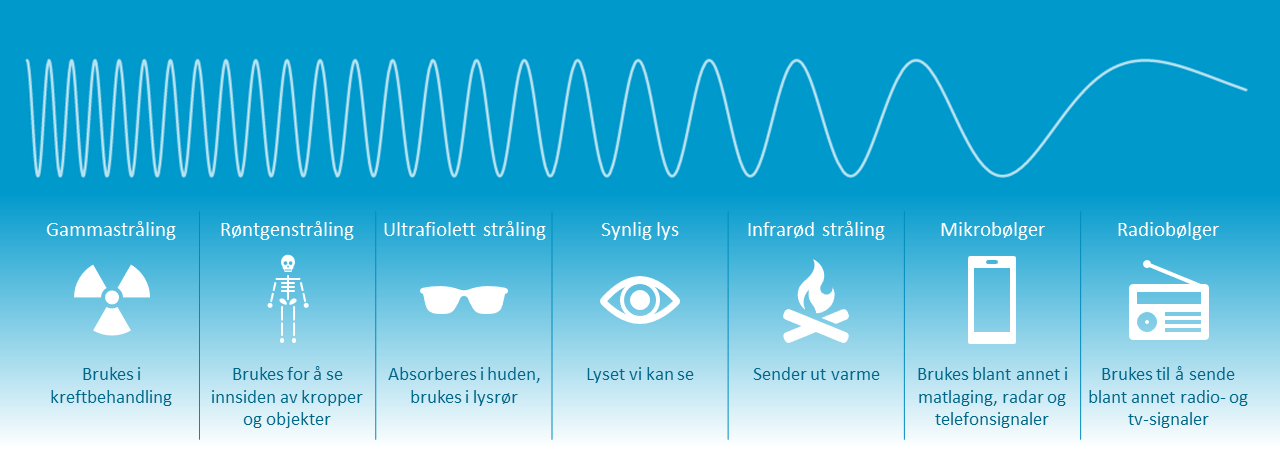 Gammastråling
Røntgenstråling
Ultrafiolett stråling
Synlig lys
Infrarød stråling
Mikrobølger
Radiobølger
Brukes i
kreftbehandling
Brukes for å se
innsiden av kropper
og objekter
Absorberes i huden,
brukes i lysrør
Lyset vi kan se
Sender ut varme
Brukes blant annet i
matlaging, radar og
telefonsignaler
Brukes til å sende
blant annet radio- og
tv-signaler